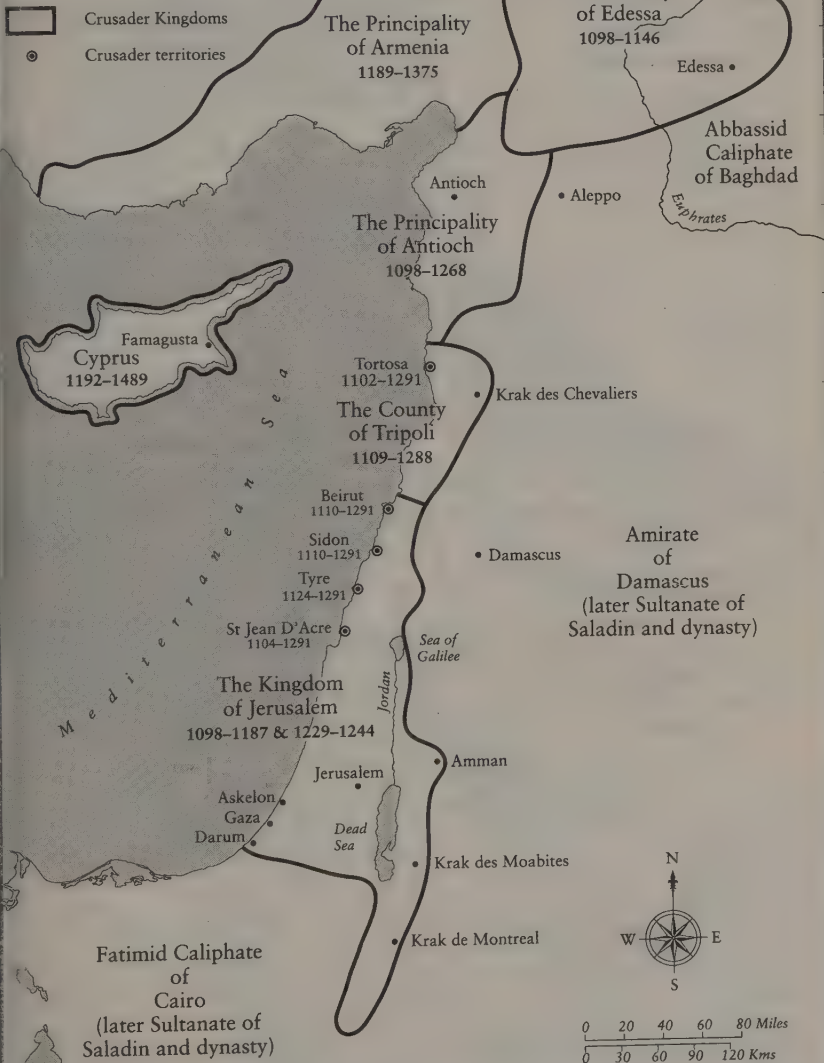 Crusader Kingdoms
Crusader territories
The Principality
of Armenia
1189–1375
of Edessa
1098–1146
Edessa
Abbassid
Caliphate
of Baghdad
Euphrates
Antioch
Aleppo
The Principality
of Antioch
1098–1268
Famagusta
Cyprus
1192–1489
Mediterranean Sea
Tortosa
1102–1291
Krak des Chevaliers
The County
of Tripoli
1109–1288
Beirut
1110–1291
Sidon
1110–1291
Damascus
Amirate
of
Damascus
(later Sultanate of
Saladin and dynasty)
Tyre
1124–1291
St Jean D'Acre
1104–1291
Sea of
Galilee
Jordan
The Kingdom
of Jerusalem
1098–1187 & 1229–1244
Jerusalem
Amman
Askelon
Gaza
Darum
Dead
Sea
Krak des Moabites
Krak de Montreal
N
W
E
S
Fatimid Caliphate
of
Cairo
(later Sultanate of
Saladin and dynasty)
0 20 40 60 80 Miles
0 30 60 90 120 Kms